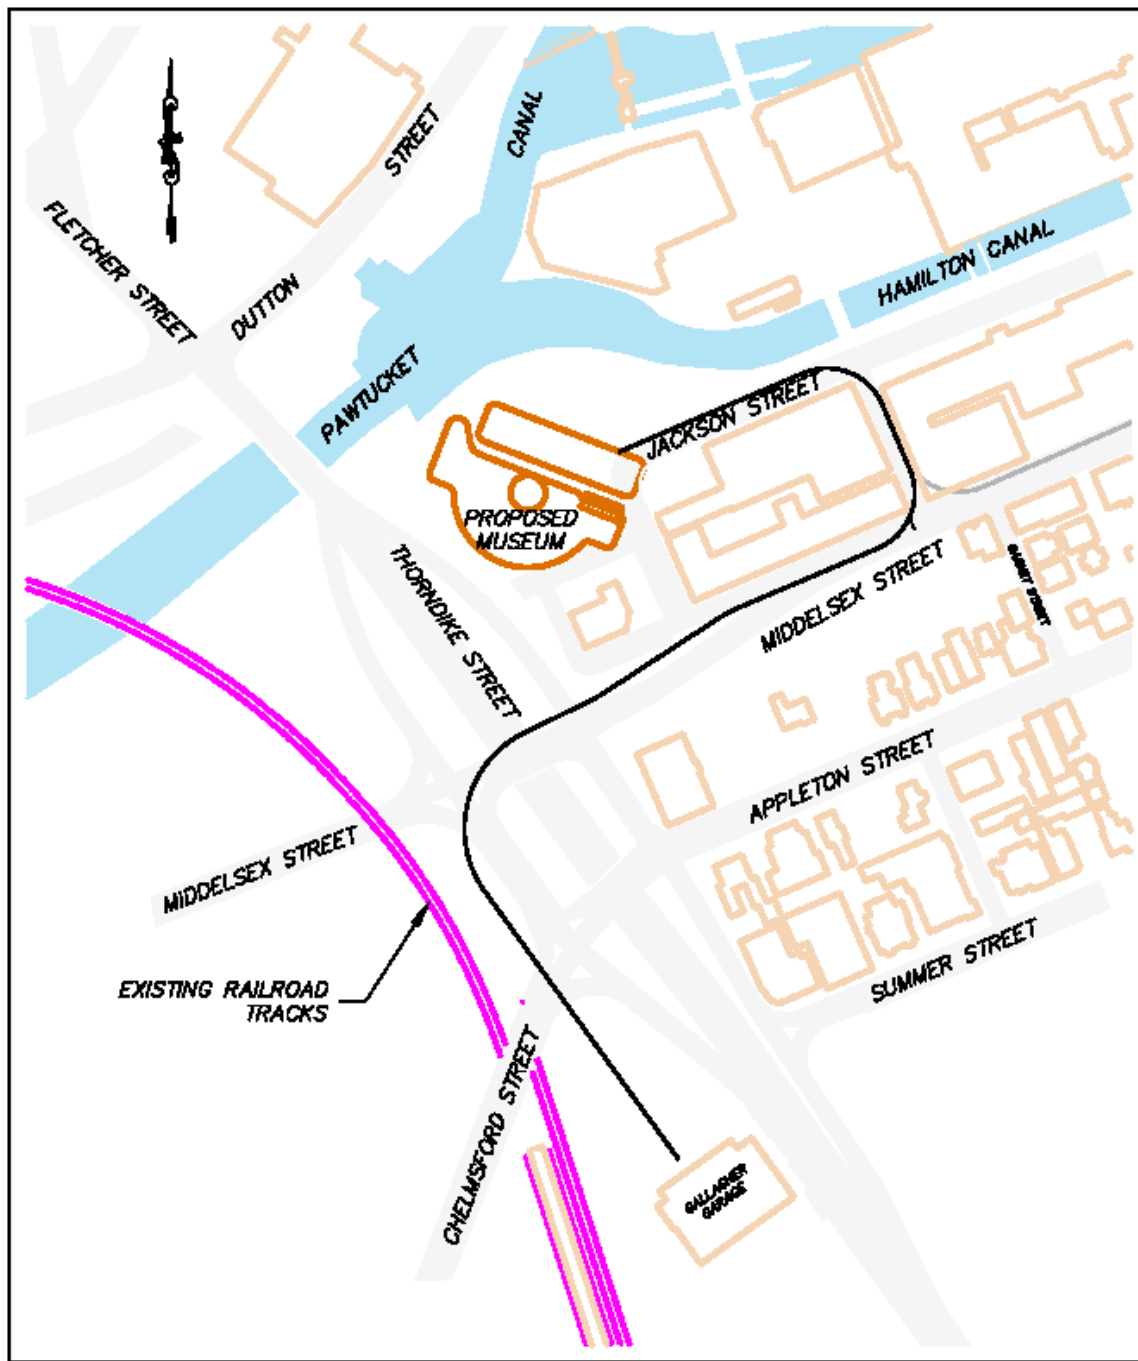 STREET
CANAL
FLETCHER STREET
DUTTON
HAMILTON CANAL
PAWTUCKET
JACKSON STREET
PROPOSED
MUSEUM
THORNDIKE STREET
MIDDELSEX STREET
APPLETON STREET
MIDDELSEX STREET
SUMMER STREET
EXISTING RAILROAD
TRACKS
CHELMSFORD STREET
GALLAGHER
GARAGE